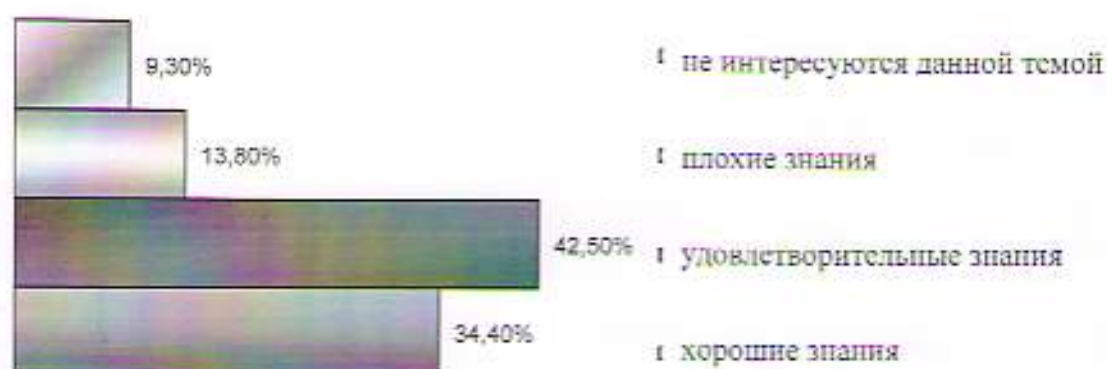 9,30%
не интересуются данной темой
13,80%
плохие знания
42,50%
удовлетворительные знания
34,40%
хорошие знания